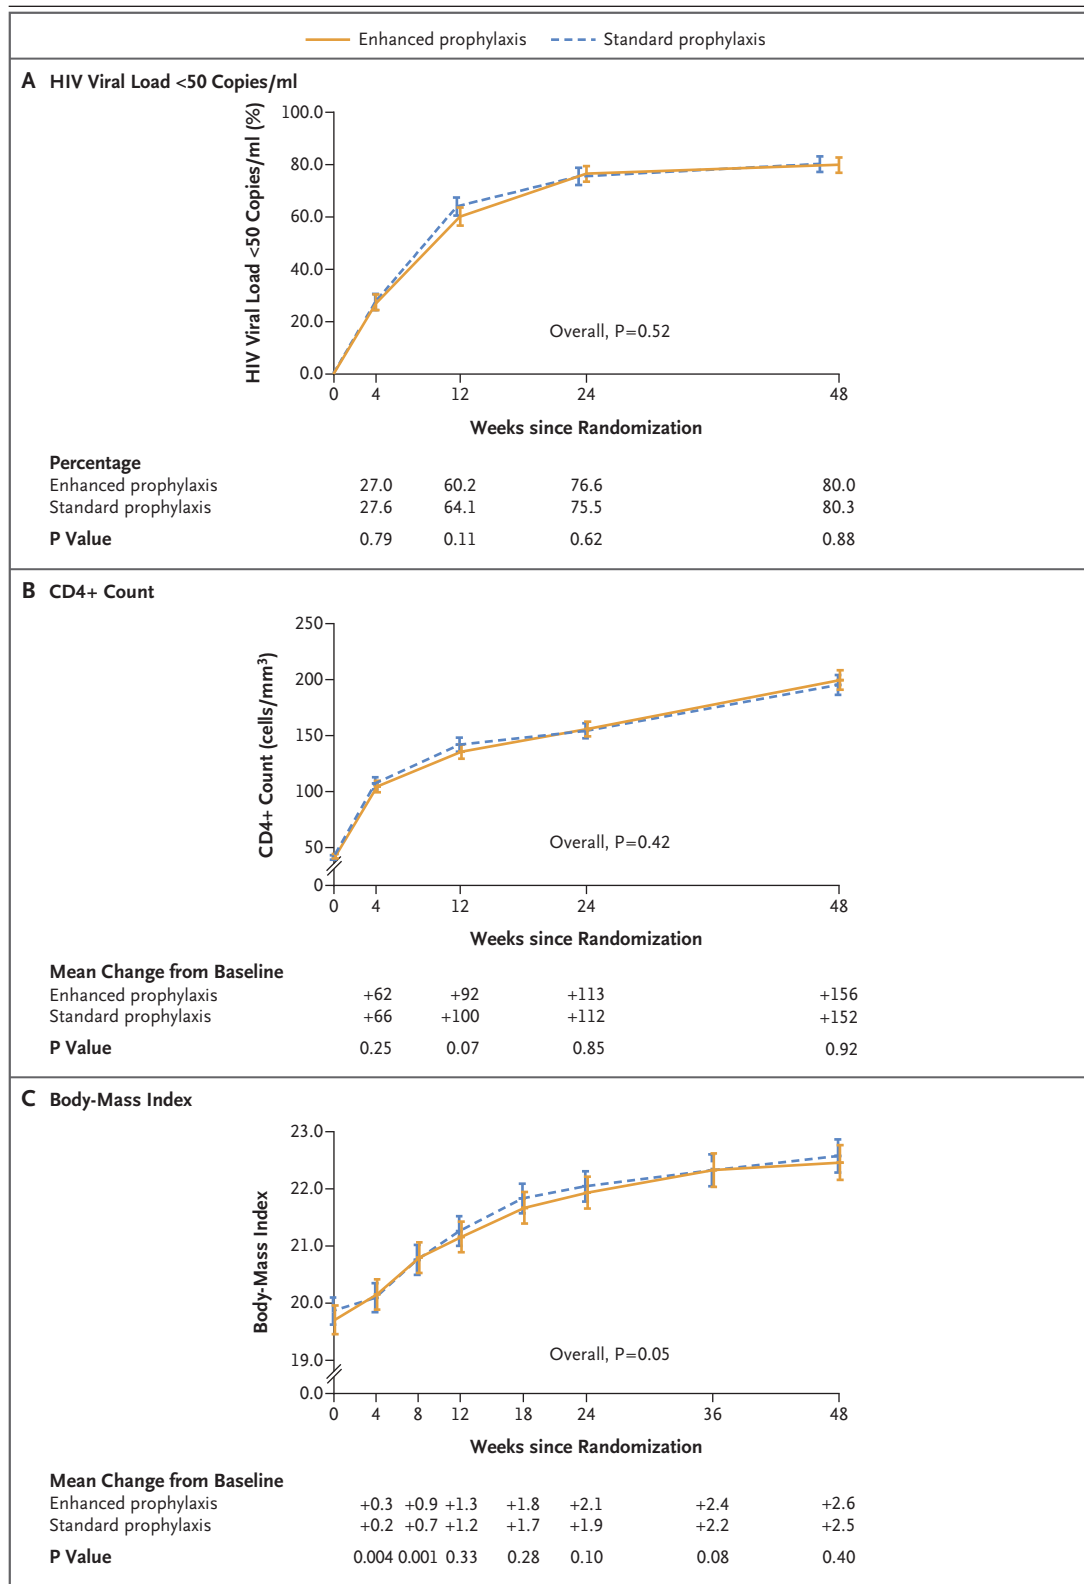 Enhanced prophylaxis Standard prophylaxis
A HIV Viral Load <50 Copies/ml
HIV Viral Load <50 Copies/ml (%)
100.0
80.0
60.0
40.0
20.0
0.0
Overall, P=0.52
0 4 12 24 48
Weeks since Randomization
Percentage
Enhanced prophylaxis 27.0 60.2 76.6 80.0
Standard prophylaxis 27.6 64.1 75.5 80.3
P Value 0.79 0.11 0.62 0.88
B CD4+ Count
CD4+ Count (cells/mm³)
250
200
150
100
50
0
Overall, P=0.42
0 4 12 24 48
Weeks since Randomization
Mean Change from Baseline
Enhanced prophylaxis +62 +92 +113 +156
Standard prophylaxis +66 +100 +112 +152
P Value 0.25 0.07 0.85 0.92
C Body-Mass Index
Body-Mass Index
23.0
22.0
21.0
20.0
19.0
0.0
Overall, P=0.05
0 4 8 12 18 24 36 48
Weeks since Randomization
Mean Change from Baseline
Enhanced prophylaxis +0.3 +0.9 +1.3 +1.8 +2.1 +2.4 +2.6
Standard prophylaxis +0.2 +0.7 +1.2 +1.7 +1.9 +2.2 +2.5
P Value 0.004 0.001 0.33 0.28 0.10 0.08 0.40